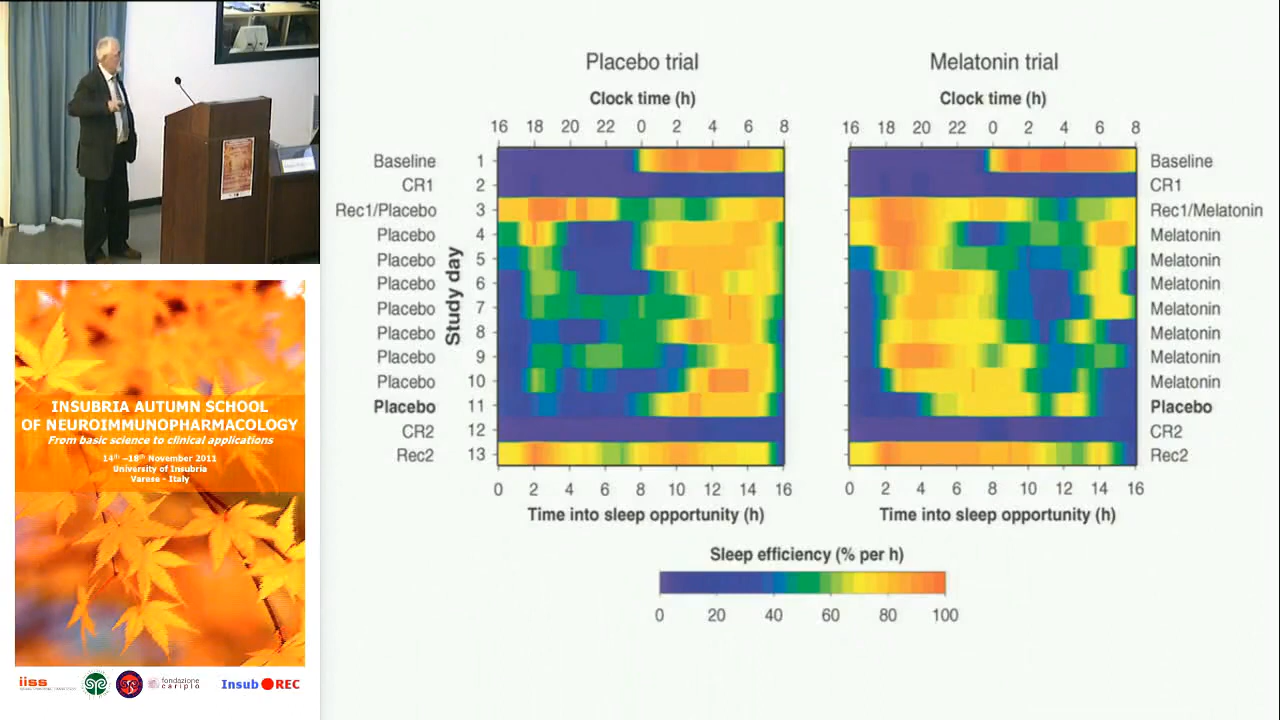 Placebo trial
Clock time (h)
16 18 20 22 0 2 4 6 8
Baseline 1
CR1 2
Rec1/Placebo 3
Placebo 4
Placebo 5
Placebo 6
Placebo 7
Placebo 8
Placebo 9
Placebo 10
Placebo 11
CR2 12
Rec2 13
Study day
0 2 4 6 8 10 12 14 16
Time into sleep opportunity (h)
Melatonin trial
Clock time (h)
16 18 20 22 0 2 4 6 8
Baseline
CR1
Rec1/Melatonin
Melatonin
Melatonin
Melatonin
Melatonin
Melatonin
Melatonin
Melatonin
Placebo
CR2
Rec2
0 2 4 6 8 10 12 14 16
Time into sleep opportunity (h)
Sleep efficiency (% per h)
0 20 40 60 80 100
INSUBRIA AUTUMN SCHOOL
OF NEUROIMMUNOPHARMACOLOGY
From basic science to clinical applications
14th –18th November 2011
University of Insubria
Varese - Italy
iiss
fondazione
cariplo
Insub REC